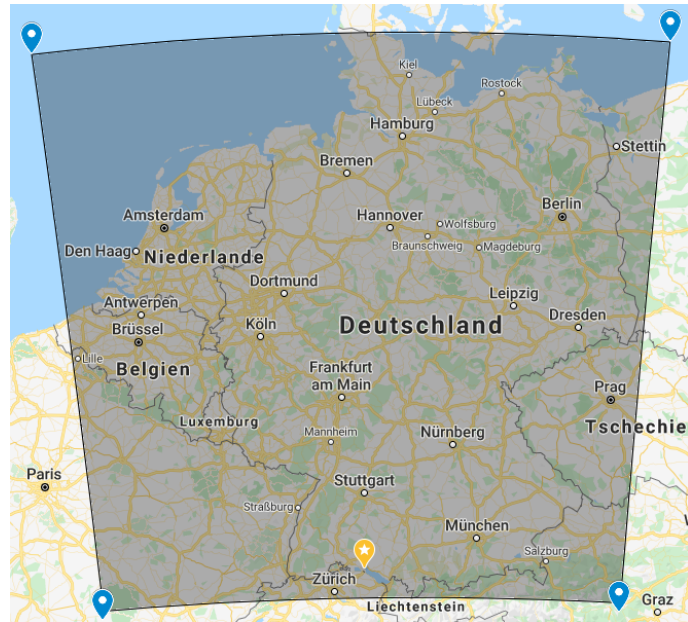 Kiel
Rostock
Lübeck
Hamburg
Stettin
Bremen
Berlin
Amsterdam
Hannover
Wolfsburg
Braunschweig
Magdeburg
Den Haag
Niederlande
Dortmund
Leipzig
Antwerpen
Dresden
Brüssel
Köln
Deutschland
Lille
Belgien
Frankfurt
am Main
Prag
Luxemburg
Tschechie
Mannheim
Nürnberg
Paris
Stuttgart
Straßburg
München
Salzburg
Zürich
Liechtenstein
Graz